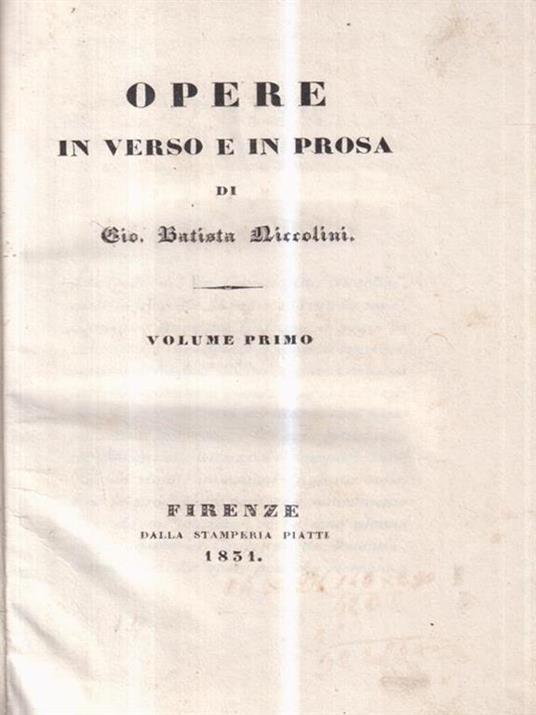 OPERE
IN VERSO E IN PROSA
DI
Gio. Batista Niccolini.
VOLUME PRIMO
FIRENZE
DALLA STAMPERIA PIATTI
1831.